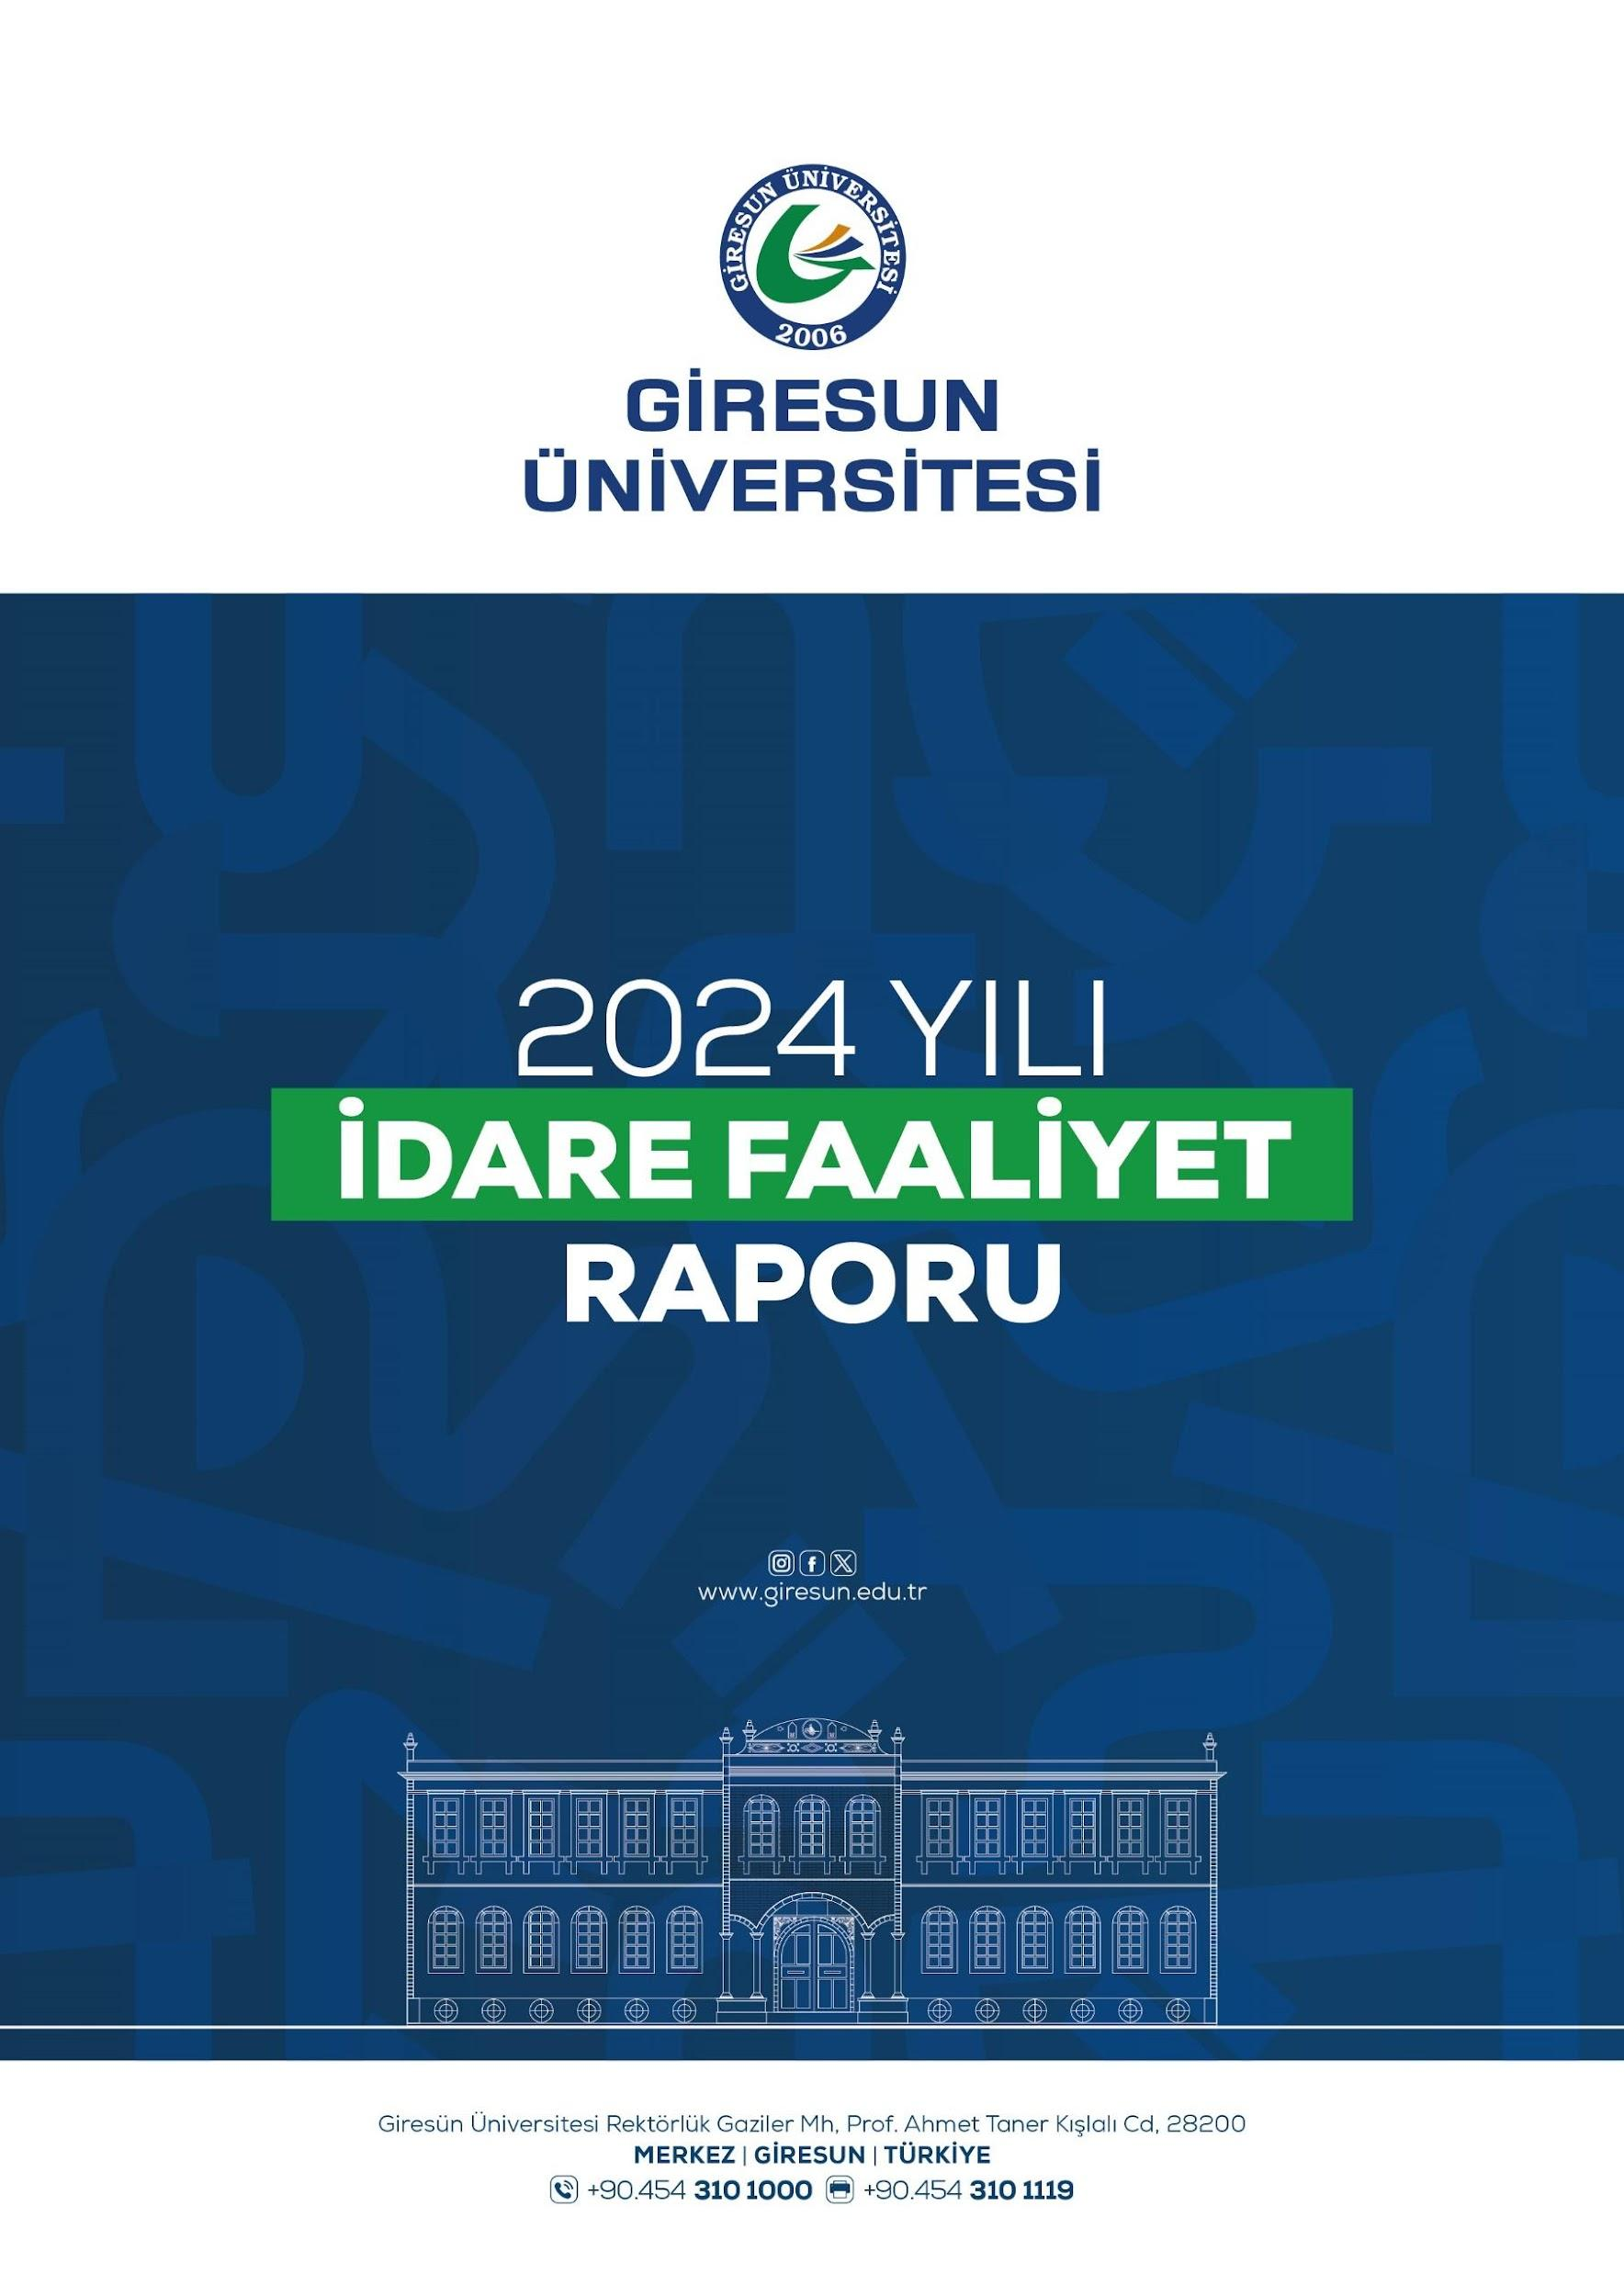 GİRESUN ÜNİVERSİTESİ
2006
GİRESUN
ÜNİVERSİTESİ
2024 YILI
İDARE FAALİYET
RAPORU
www.giresun.edu.tr
Giresün Üniversitesi Rektörlük Gaziler Mh, Prof. Ahmet Taner Kışlalı Cd, 28200
MERKEZ | GİRESUN | TÜRKİYE
+90.454 310 1000 +90.454 310 1119